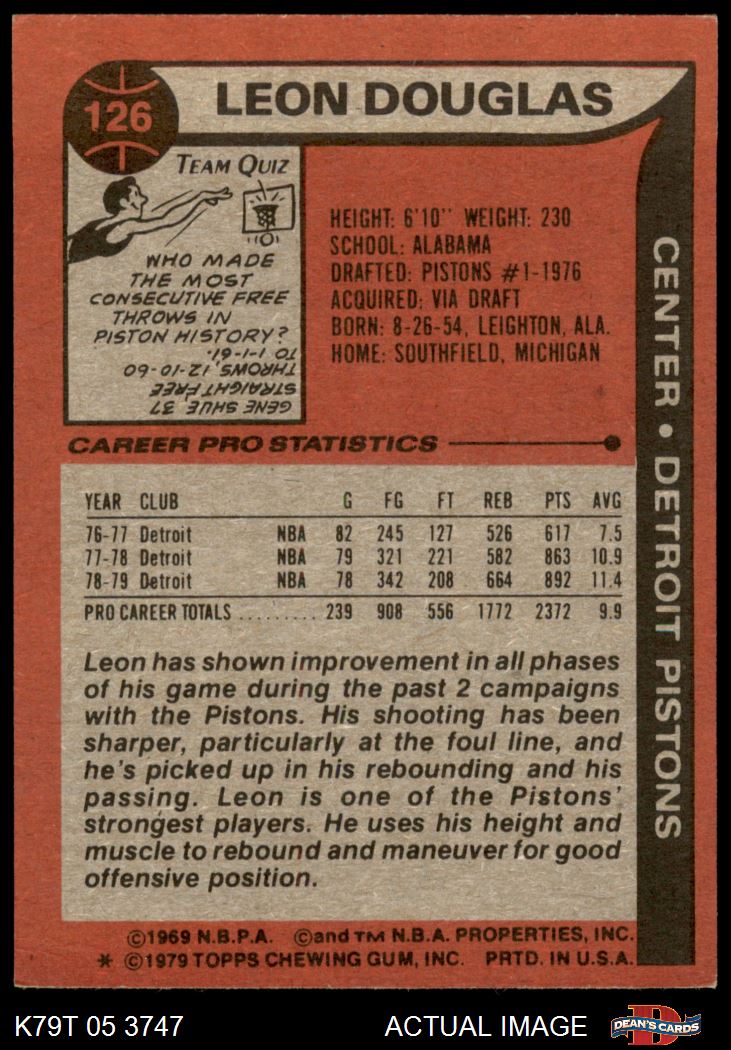 126
LEON DOUGLAS
TEAM QUIZ
WHO MADE
THE MOST
CONSECUTIVE FREE
THROWS IN
PISTON HISTORY?
GENE SHUE 37
STRAIGHT FREE
THROWS, 12-10-60
TO 1-1-61.
HEIGHT: 6'10" WEIGHT: 230
SCHOOL: ALABAMA
DRAFTED: PISTONS #1-1976
ACQUIRED: VIA DRAFT
BORN: 8-26-54, LEIGHTON, ALA.
HOME: SOUTHFIELD, MICHIGAN
CENTER • DETROIT PISTONS
CAREER PRO STATISTICS
YEAR CLUB G FG FT REB PTS AVG
76-77 Detroit NBA 82 245 127 526 617 7.5
77-78 Detroit NBA 79 321 221 582 863 10.9
78-79 Detroit NBA 78 342 208 664 892 11.4
PRO CAREER TOTALS ......... 239 908 556 1772 2372 9.9
Leon has shown improvement in all phases
of his game during the past 2 campaigns
with the Pistons. His shooting has been
sharper, particularly at the foul line, and
he's picked up in his rebounding and his
passing. Leon is one of the Pistons'
strongest players. He uses his height and
muscle to rebound and maneuver for good
offensive position.
©1969 N.B.P.A. ©and TM N.B.A. PROPERTIES, INC.
* ©1979 TOPPS CHEWING GUM, INC. PRTD. IN U.S.A.
K79T 05 3747 ACTUAL IMAGE
DEAN'S CARDS